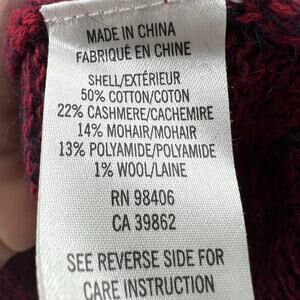 MADE IN CHINA
FABRIQUÉ EN CHINE
SHELL/EXTÉRIEUR
50% COTTON/COTON
22% CASHMERE/CACHEMIRE
14% MOHAIR/MOHAIR
13% POLYAMIDE/POLYAMIDE
1% WOOL/LAINE
RN 98406
CA 39862
SEE REVERSE SIDE FOR
CARE INSTRUCTION